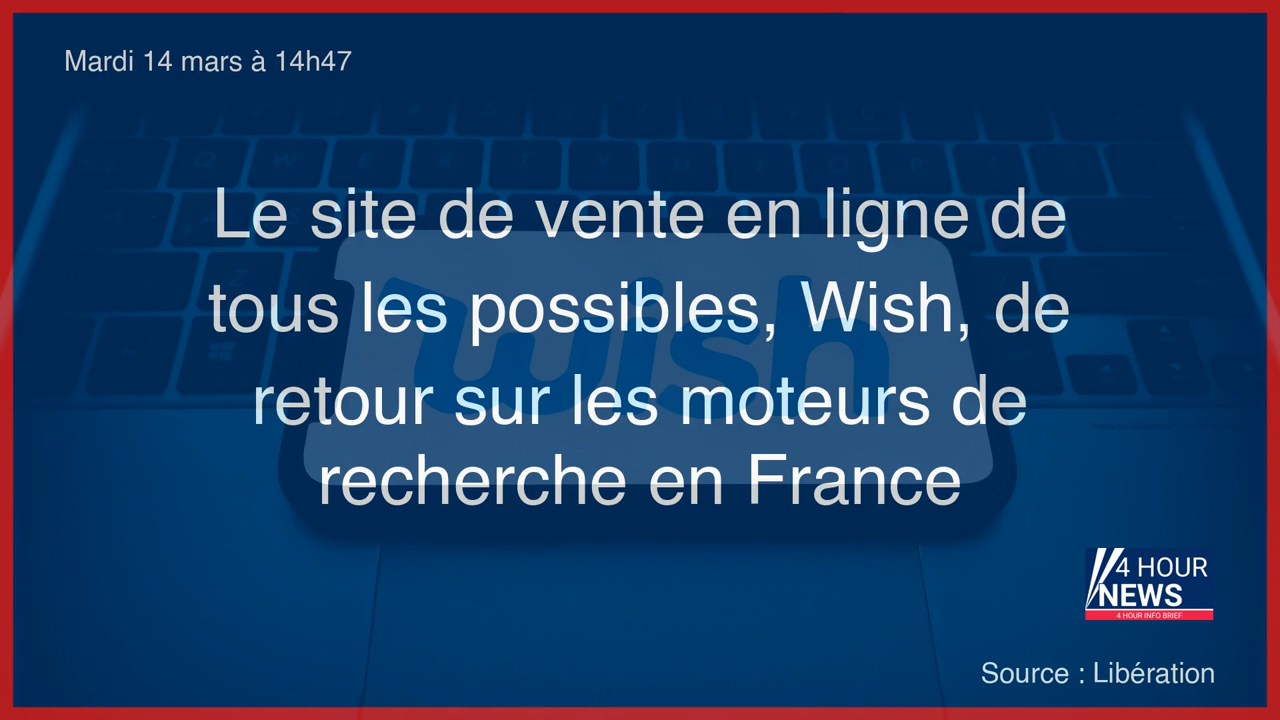 Mardi 14 mars à 14h47
Le site de vente en ligne de
tous les possibles, Wish, de
retour sur les moteurs de
recherche en France
wish
4 HOUR
NEWS
4 HOUR INFO BRIEF
Source : Libération